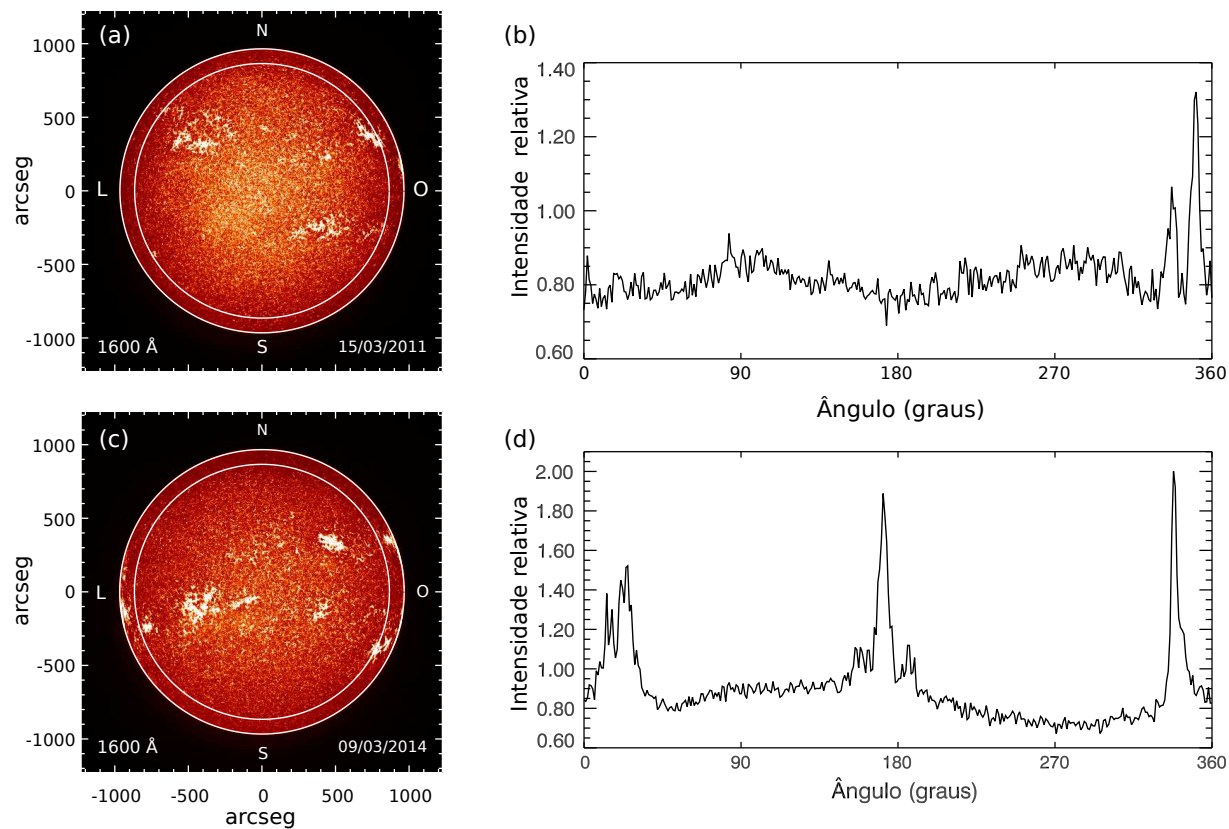 (a)
N
1000
500
0
-500
-1000
arcseg
L
O
S
1600 Å
15/03/2011
(b)
1.40
1.20
1.00
0.80
0.60
Intensidade relativa
0
90
180
270
360
Ângulo (graus)
(c)
N
1000
500
0
-500
-1000
arcseg
L
O
S
1600 Å
09/03/2014
-1000
-500
0
500
1000
arcseg
(d)
2.00
1.80
1.60
1.40
1.20
1.00
0.80
0.60
Intensidade relativa
0
90
180
270
360
Ângulo (graus)